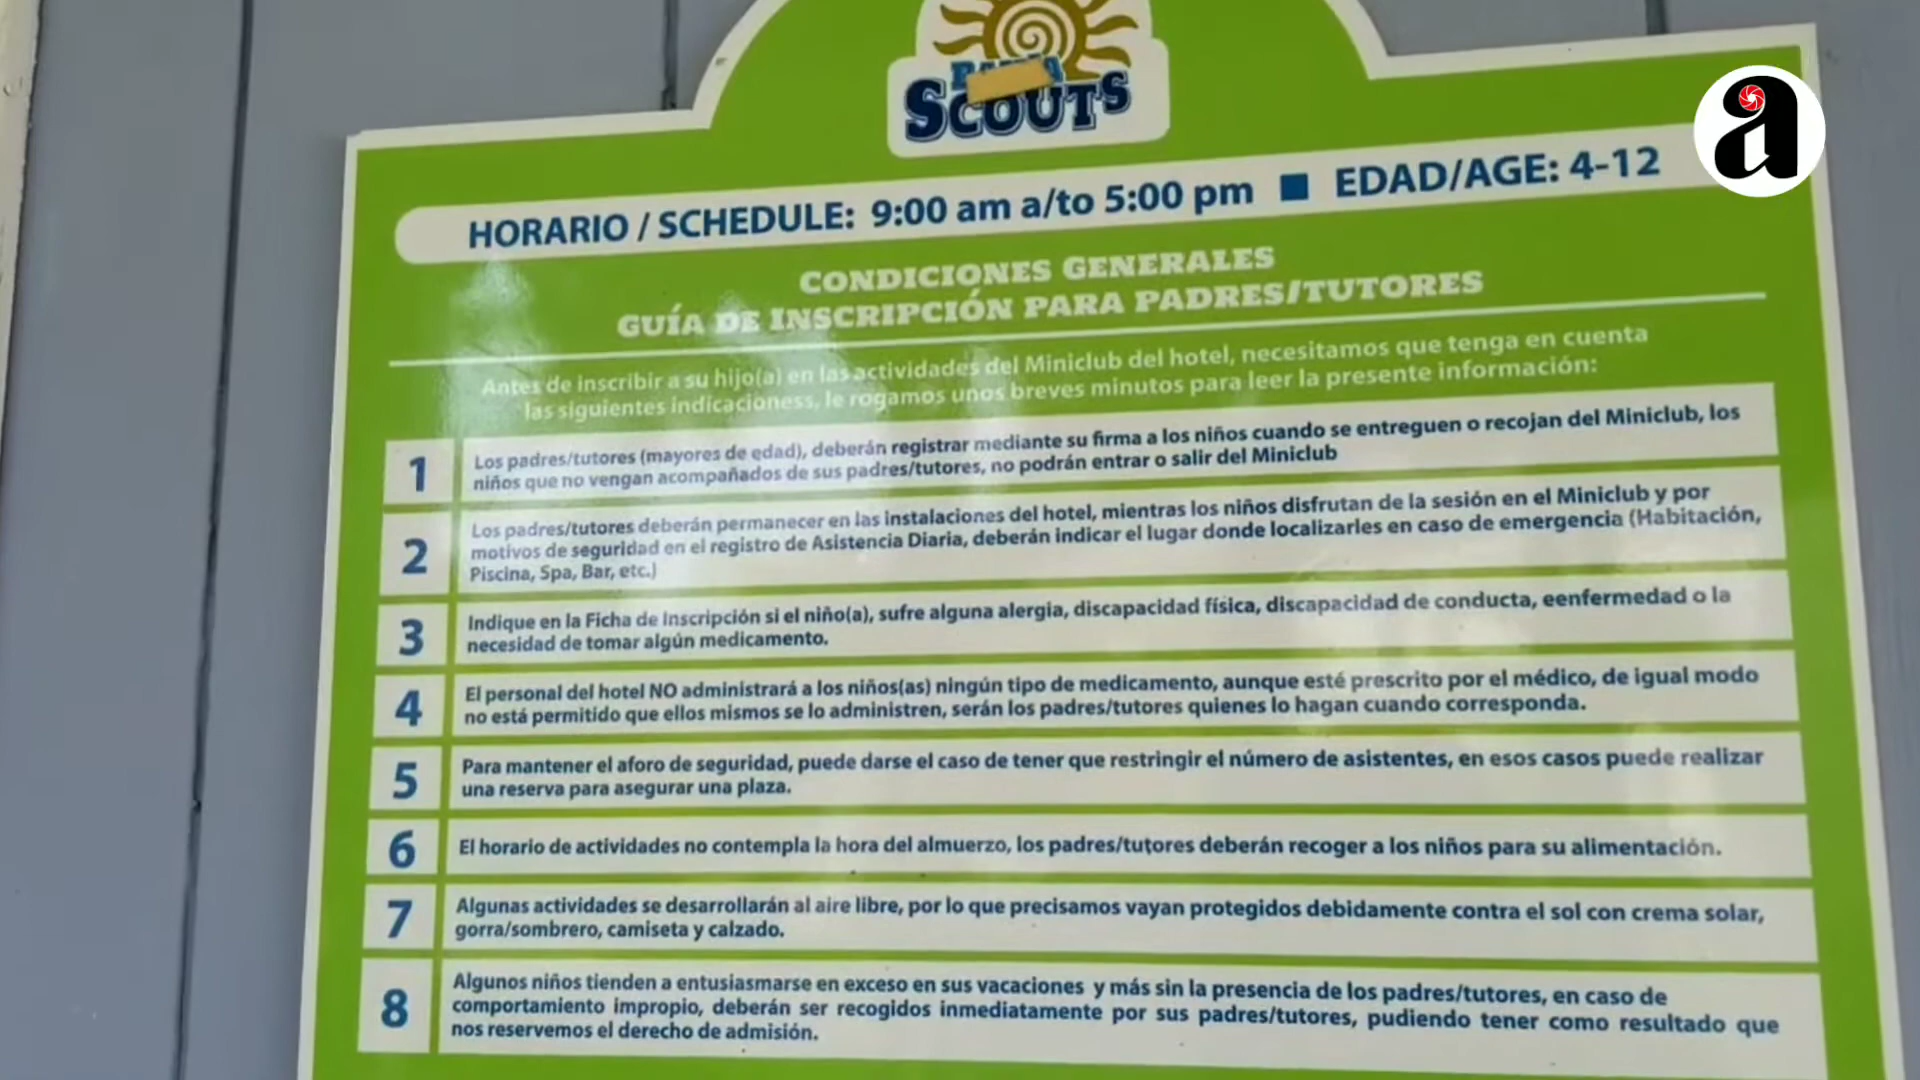 SCOUTS
a
HORARIO / SCHEDULE: 9:00 am a/to 5:00 pm ■ EDAD/AGE: 4-12
CONDICIONES GENERALES
GUÍA DE INSCRIPCIÓN PARA PADRES/TUTORES
Antes de inscribir a su hijo(a) en las actividades del Miniclub del hotel, necesitamos que tenga en cuenta
las siguientes indicacioness, le rogamos unos breves minutos para leer la presente información:
1 Los padres/tutores (mayores de edad), deberán registrar mediante su firma a los niños cuando se entreguen o recojan del Miniclub, los
niños que no vengan acompañados de sus padres/tutores, no podrán entrar o salir del Miniclub
2 Los padres/tutores deberán permanecer en las instalaciones del hotel, mientras los niños disfrutan de la sesión en el Miniclub y por
motivos de seguridad en el registro de Asistencia Diaria, deberán indicar el lugar donde localizarles en caso de emergencia (Habitación,
Piscina, Spa, Bar, etc.)
3 Indique en la Ficha de Inscripción si el niño(a), sufre alguna alergia, discapacidad física, discapacidad de conducta, eenfermedad o la
necesidad de tomar algún medicamento.
4 El personal del hotel NO administrará a los niños(as) ningún tipo de medicamento, aunque esté prescrito por el médico, de igual modo
no está permitido que ellos mismos se lo administren, serán los padres/tutores quienes lo hagan cuando corresponda.
5 Para mantener el aforo de seguridad, puede darse el caso de tener que restringir el número de asistentes, en esos casos puede realizar
una reserva para asegurar una plaza.
6 El horario de actividades no contempla la hora del almuerzo, los padres/tutores deberán recoger a los niños para su alimentación.
7 Algunas actividades se desarrollarán al aire libre, por lo que precisamos vayan protegidos debidamente contra el sol con crema solar,
gorra/sombrero, camiseta y calzado.
8 Algunos niños tienden a entusiasmarse en exceso en sus vacaciones y más sin la presencia de los padres/tutores, en caso de
comportamiento impropio, deberán ser recogidos inmediatamente por sus padres/tutores, pudiendo tener como resultado que
nos reservemos el derecho de admisión.